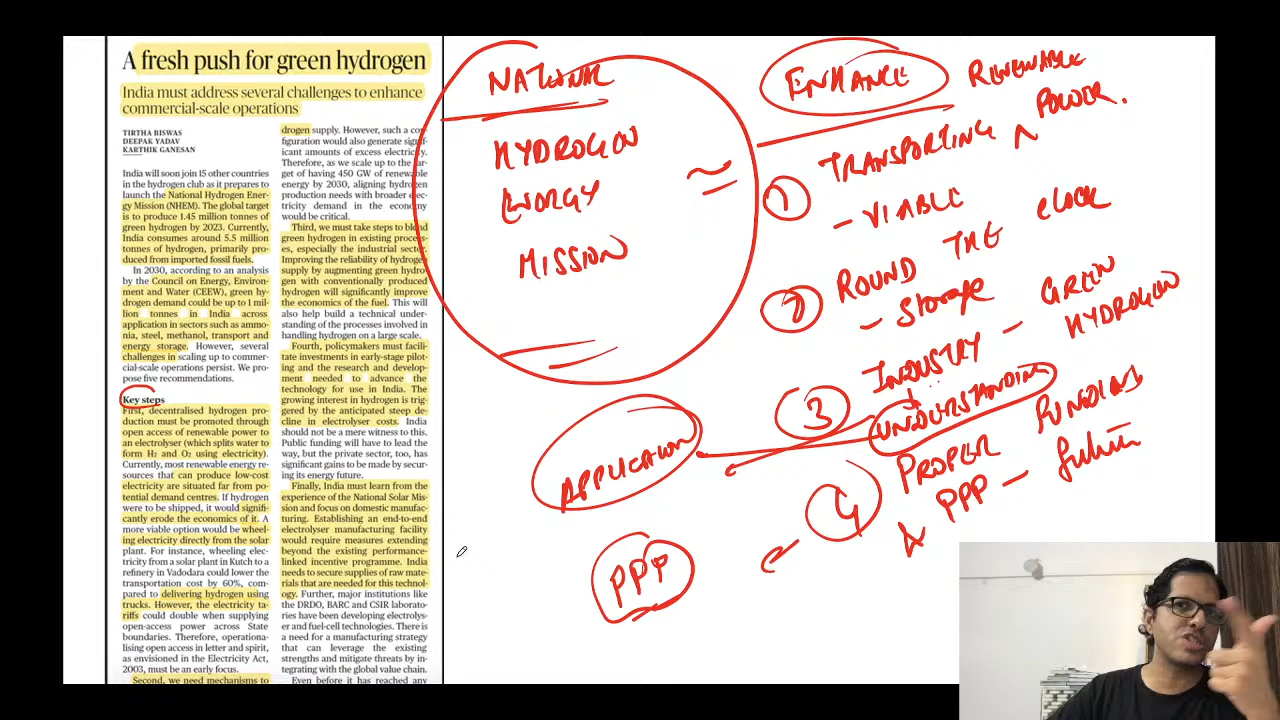 A fresh push for green hydrogen
India must address several challenges to enhance
commercial-scale operations
TIRTHA BISWAS
DEEPAK YADAV
KARTHIK GANESAN
India will soon join 15 other countries
in the hydrogen club as it prepares to
launch the National Hydrogen Ener-
gy Mission (NHEM). The global target
is to produce 1.45 million tonnes of
green hydrogen by 2023. Currently,
India consumes around 5.5 million
tonnes of hydrogen, primarily pro-
duced from imported fossil fuels.
In 2030, according to an analysis
by the Council on Energy, Environ-
ment and Water (CEEW), green hy-
drogen demand could be up to 1 mil-
lion tonnes in India across
application in sectors such as ammo-
nia, steel, methanol, transport and
energy storage. However, several
challenges in scaling up to commer-
cial-scale operations persist. We pro-
pose five recommendations.
Key steps
First, decentralised hydrogen pro-
duction must be promoted through
open access of renewable power to
an electrolyser (which splits water to
form H2 and O2 using electricity).
Currently, most renewable energy re-
sources that can produce low-cost
electricity are situated far from po-
tential demand centres. If hydrogen
were to be shipped, it would signifi-
cantly erode the economics of it. A
more viable option would be wheel-
ing electricity directly from the solar
plant. For instance, wheeling elec-
tricity from a solar plant in Kutch to a
refinery in Vadodara could lower the
transportation cost by 60%, com-
pared to delivering hydrogen using
trucks. However, the electricity ta-
riffs could double when supplying
open-access power across State
boundaries. Therefore, operationa-
lising open access in letter and spirit,
as envisioned in the Electricity Act,
2003, must be an early focus.
Second, we need mechanisms to
drogen supply. However, such a con-
figuration would also generate signif-
icant amounts of excess electricity.
Therefore, as we scale up to the tar-
get of having 450 GW of renewable
energy by 2030, aligning hydrogen
production needs with broader elec-
tricity demand in the economy
would be critical.
Third, we must take steps to blend
green hydrogen in existing process-
es, especially the industrial sector.
Improving the reliability of hydrogen
supply by augmenting green hydro-
gen with conventionally produced
hydrogen will significantly improve
the economics of the fuel. This will
also help build a technical under-
standing of the processes involved in
handling hydrogen on a large scale.
Fourth, policymakers must facili-
tate investments in early-stage pilot-
ing and the research and develop-
ment needed to advance the
technology for use in India. The
growing interest in hydrogen is trig-
gered by the anticipated steep de-
cline in electrolyser costs. India
should not be a mere witness to this.
Public funding will have to lead the
way, but the private sector, too, has
significant gains to be made by secur-
ing its energy future.
Finally, India must learn from the
experience of the National Solar Mis-
sion and focus on domestic manufac-
turing. Establishing an end-to-end
electrolyser manufacturing facility
would require measures extending
beyond the existing performance-
linked incentive programme. India
needs to secure supplies of raw mate-
rials that are needed for this technol-
ogy. Further, major institutions like
the DRDO, BARC and CSIR laborato-
ries have been developing electrolys-
er and fuel-cell technologies. There is
a need for a manufacturing strategy
that can leverage the existing
strengths and mitigate threats by in-
tegrating with the global value chain.
Even before it has reached any
NATIONAL
HYDROGEN
ENERGY
MISSION
ENHANCE
RENEWABLE
POWER.
1 TRANSPORTING
- VIABLE
2 ROUND THE CLOCK
- Storage
3 INDUSTRY - GREEN
HYDROGEN
UNDERSTANDING
APPLICATION
4 PROPER FUNDING
& PPP - future
PPP